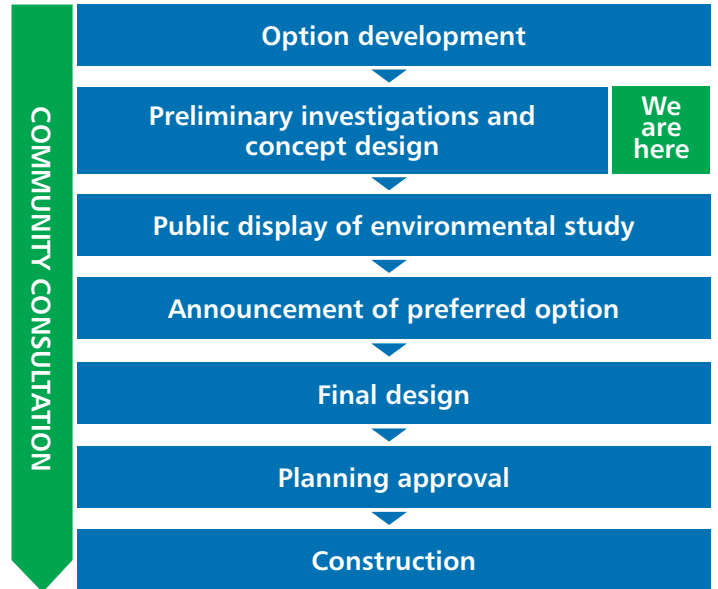 COMMUNITY CONSULTATION
Option development
Preliminary investigations and
concept design
We
are
here
Public display of environmental study
Announcement of preferred option
Final design
Planning approval
Construction